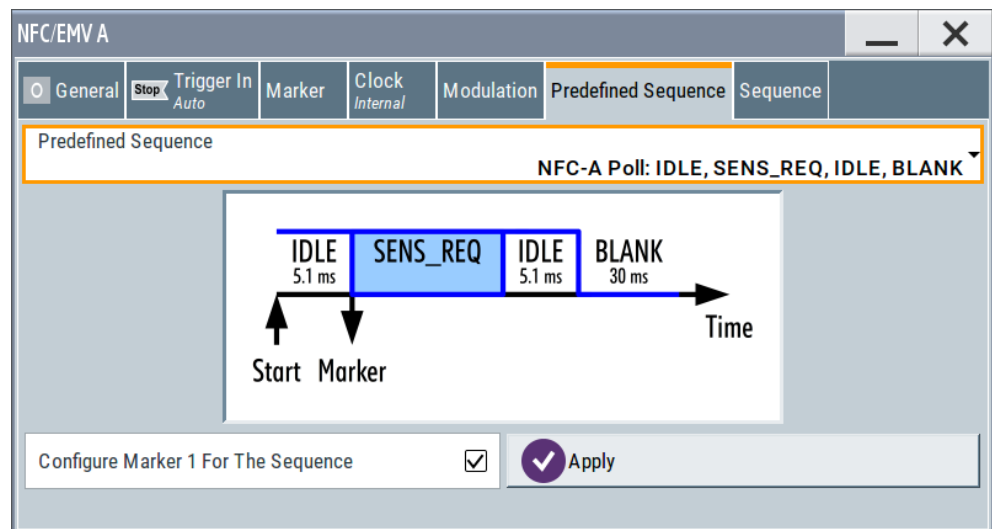 NFC/EMV A
O General
Stop Trigger In
Auto
Marker
Clock
Internal
Modulation
Predefined Sequence
Sequence
Predefined Sequence
NFC-A Poll: IDLE, SENS_REQ, IDLE, BLANK
IDLE
5.1 ms
SENS_REQ
IDLE
5.1 ms
BLANK
30 ms
Time
Start Marker
Configure Marker 1 For The Sequence
Apply